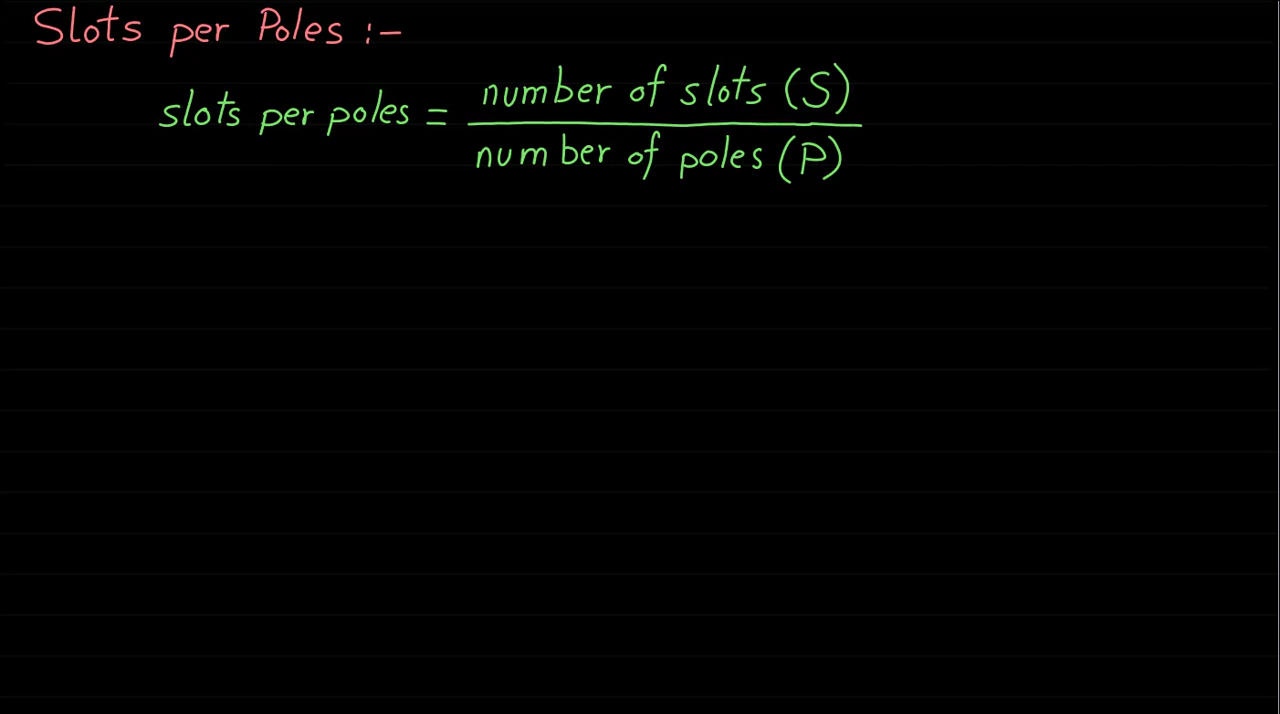 Slots per Poles :-
slots per poles = number of slots (S) / number of poles (P)